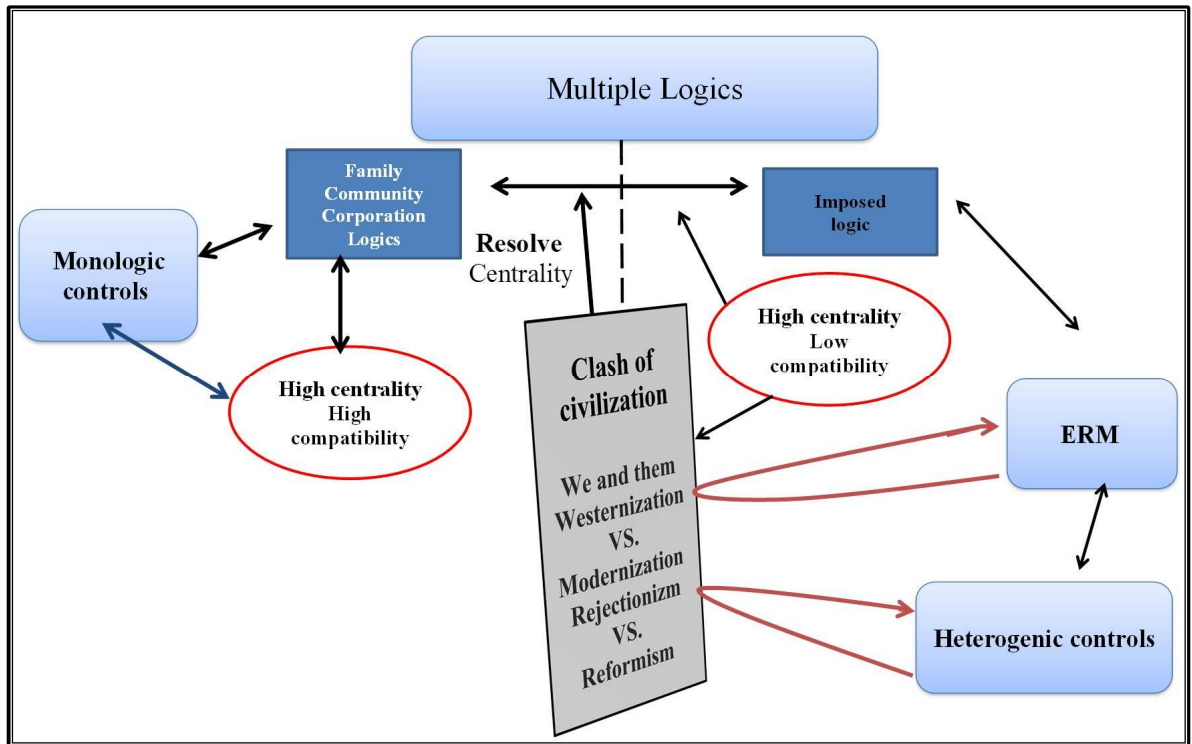 Multiple Logics
Family
Community
Corporation
Logics
Imposed
logic
Monologic
controls
Resolve
Centrality
High centrality
Low
compatibility
High centrality
High
compatibility
Clash of
civilization
We and them
Westernization
VS.
Modernization
Rejectionizm
VS.
Reformism
ERM
Heterogenic controls